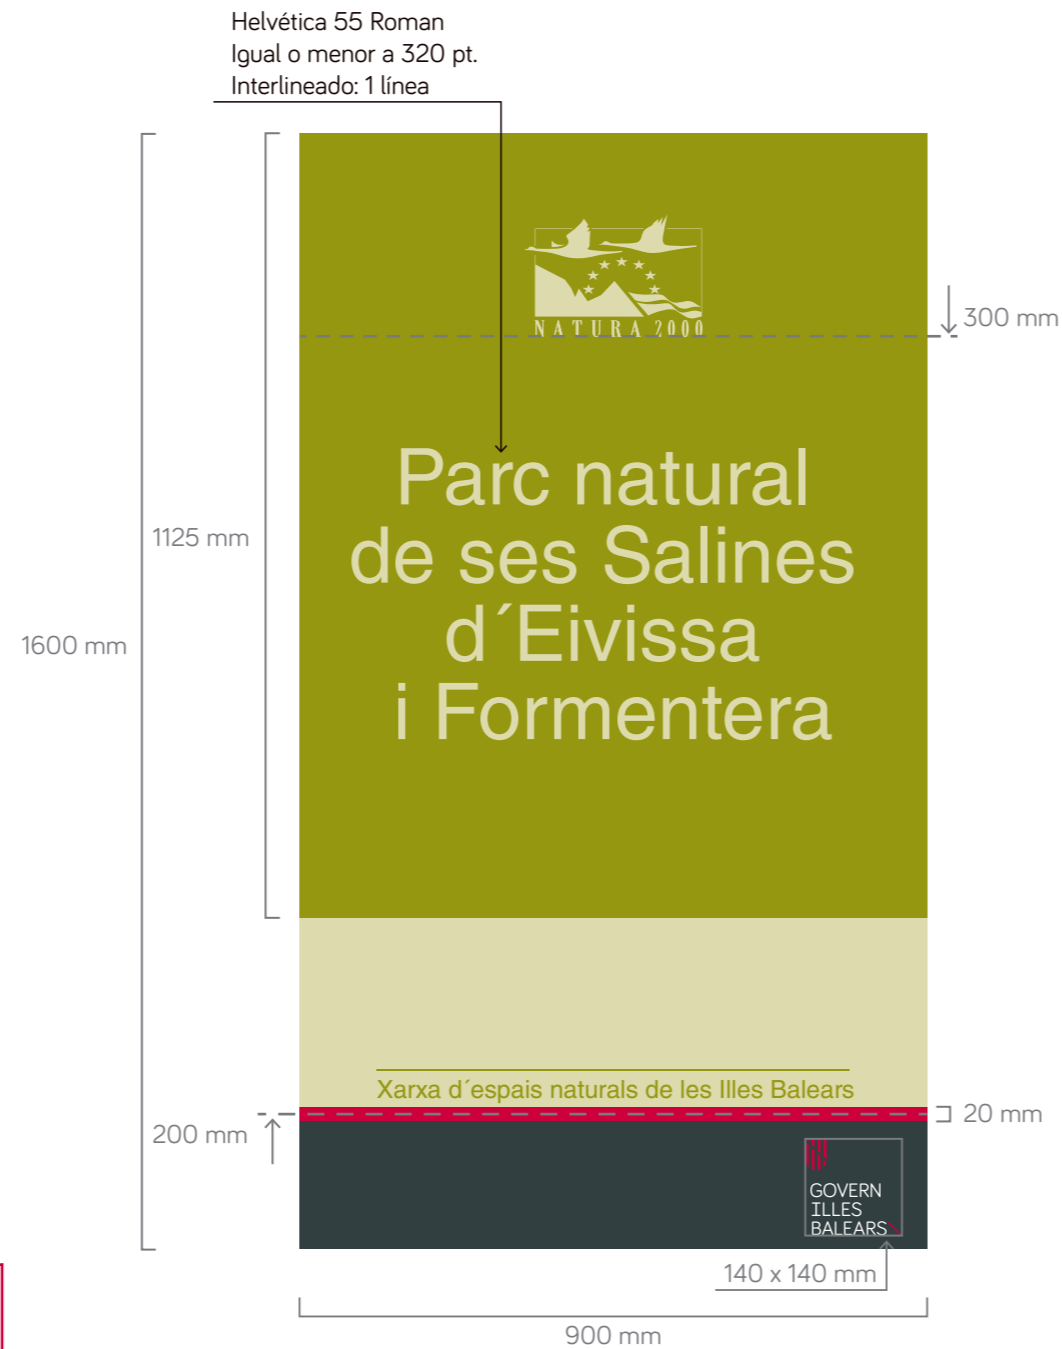 Helvética 55 Roman
Igual o menor a 320 pt.
Interlineado: 1 línea
NATURA 2000
300 mm
Parc natural
de ses Salines
d´Eivissa
i Formentera
1125 mm
1600 mm
Xarxa d´espais naturals de les Illes Balears
20 mm
200 mm
GOVERN
ILLES
BALEARS
140 x 140 mm
900 mm